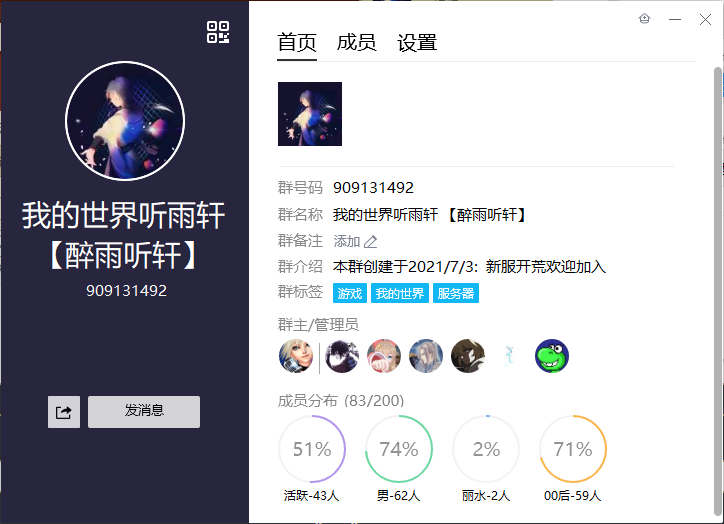 首页 成员 设置
我的世界听雨轩
【醉雨听轩】
909131492
发消息
群号码 909131492
群名称 我的世界听雨轩 【醉雨听轩】
群备注 添加
群介绍 本群创建于2021/7/3: 新服开荒欢迎加入
群标签 游戏 我的世界 服务器
群主/管理员
成员分布 (83/200)
51% 74% 2% 71%
活跃-43人 男-62人 丽水-2人 00后-59人